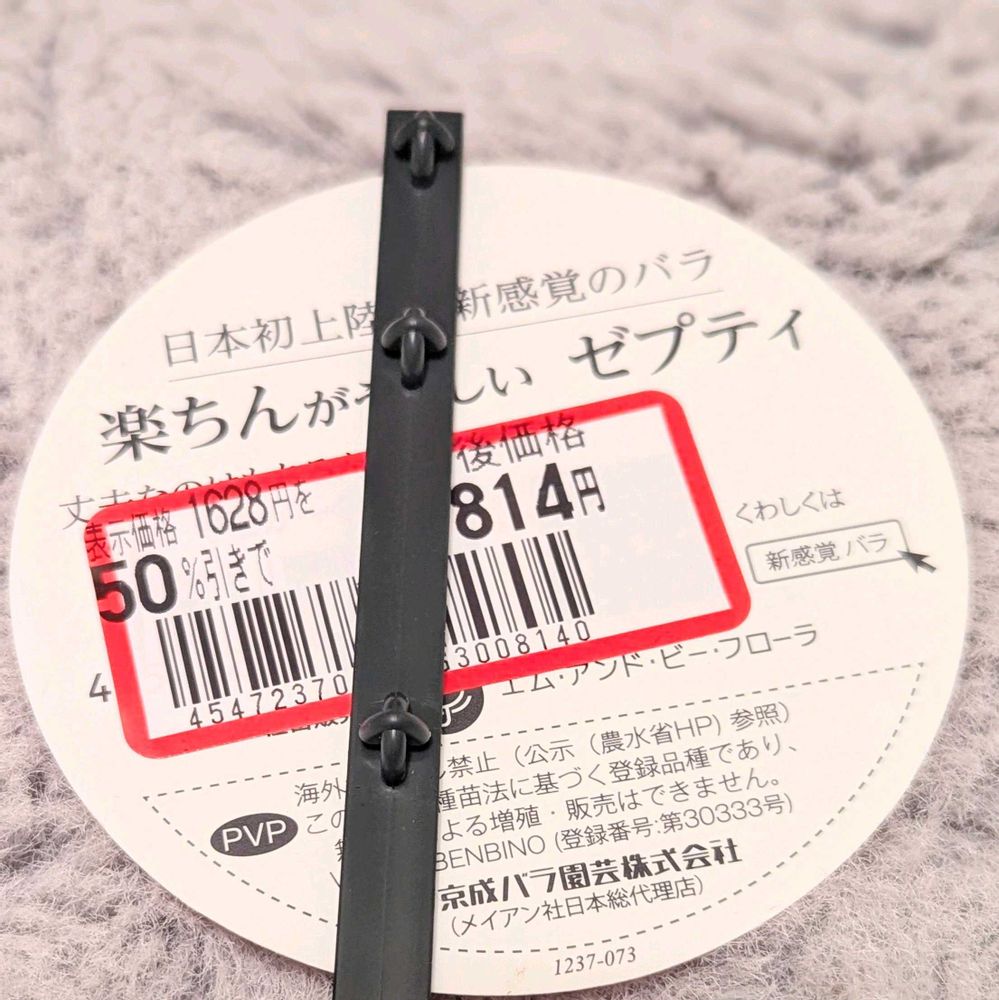 日本初上陸 新感覚のバラ
楽ちんが しい ゼプティ
表示価格 1628円を
50%引きで
後価格
814円
45472370 63008140
くわしくは
新感覚 バラ
エム・アンド・ビー・フローラ
PVP
海外 禁止（公示（農水省HP）参照）
この 種苗法に基づく登録品種であり、
よる増殖・販売はできません。
BENBINO (登録番号:第30333号)
京成バラ園芸株式会社
(メイアン社日本総代理店)
1237-073